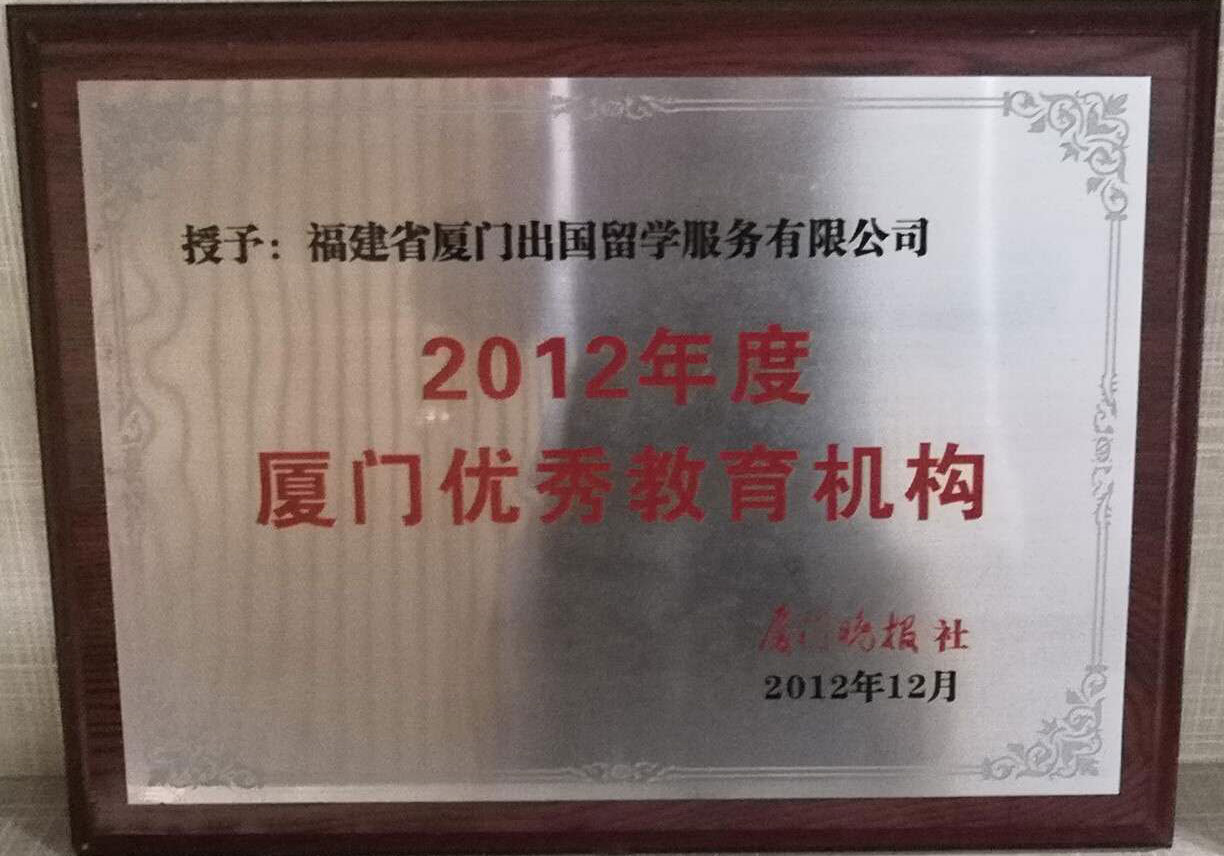 授予：福建省厦门出国留学服务有限公司
2012年度
厦门优秀教育机构
厦门晚报社
2012年12月